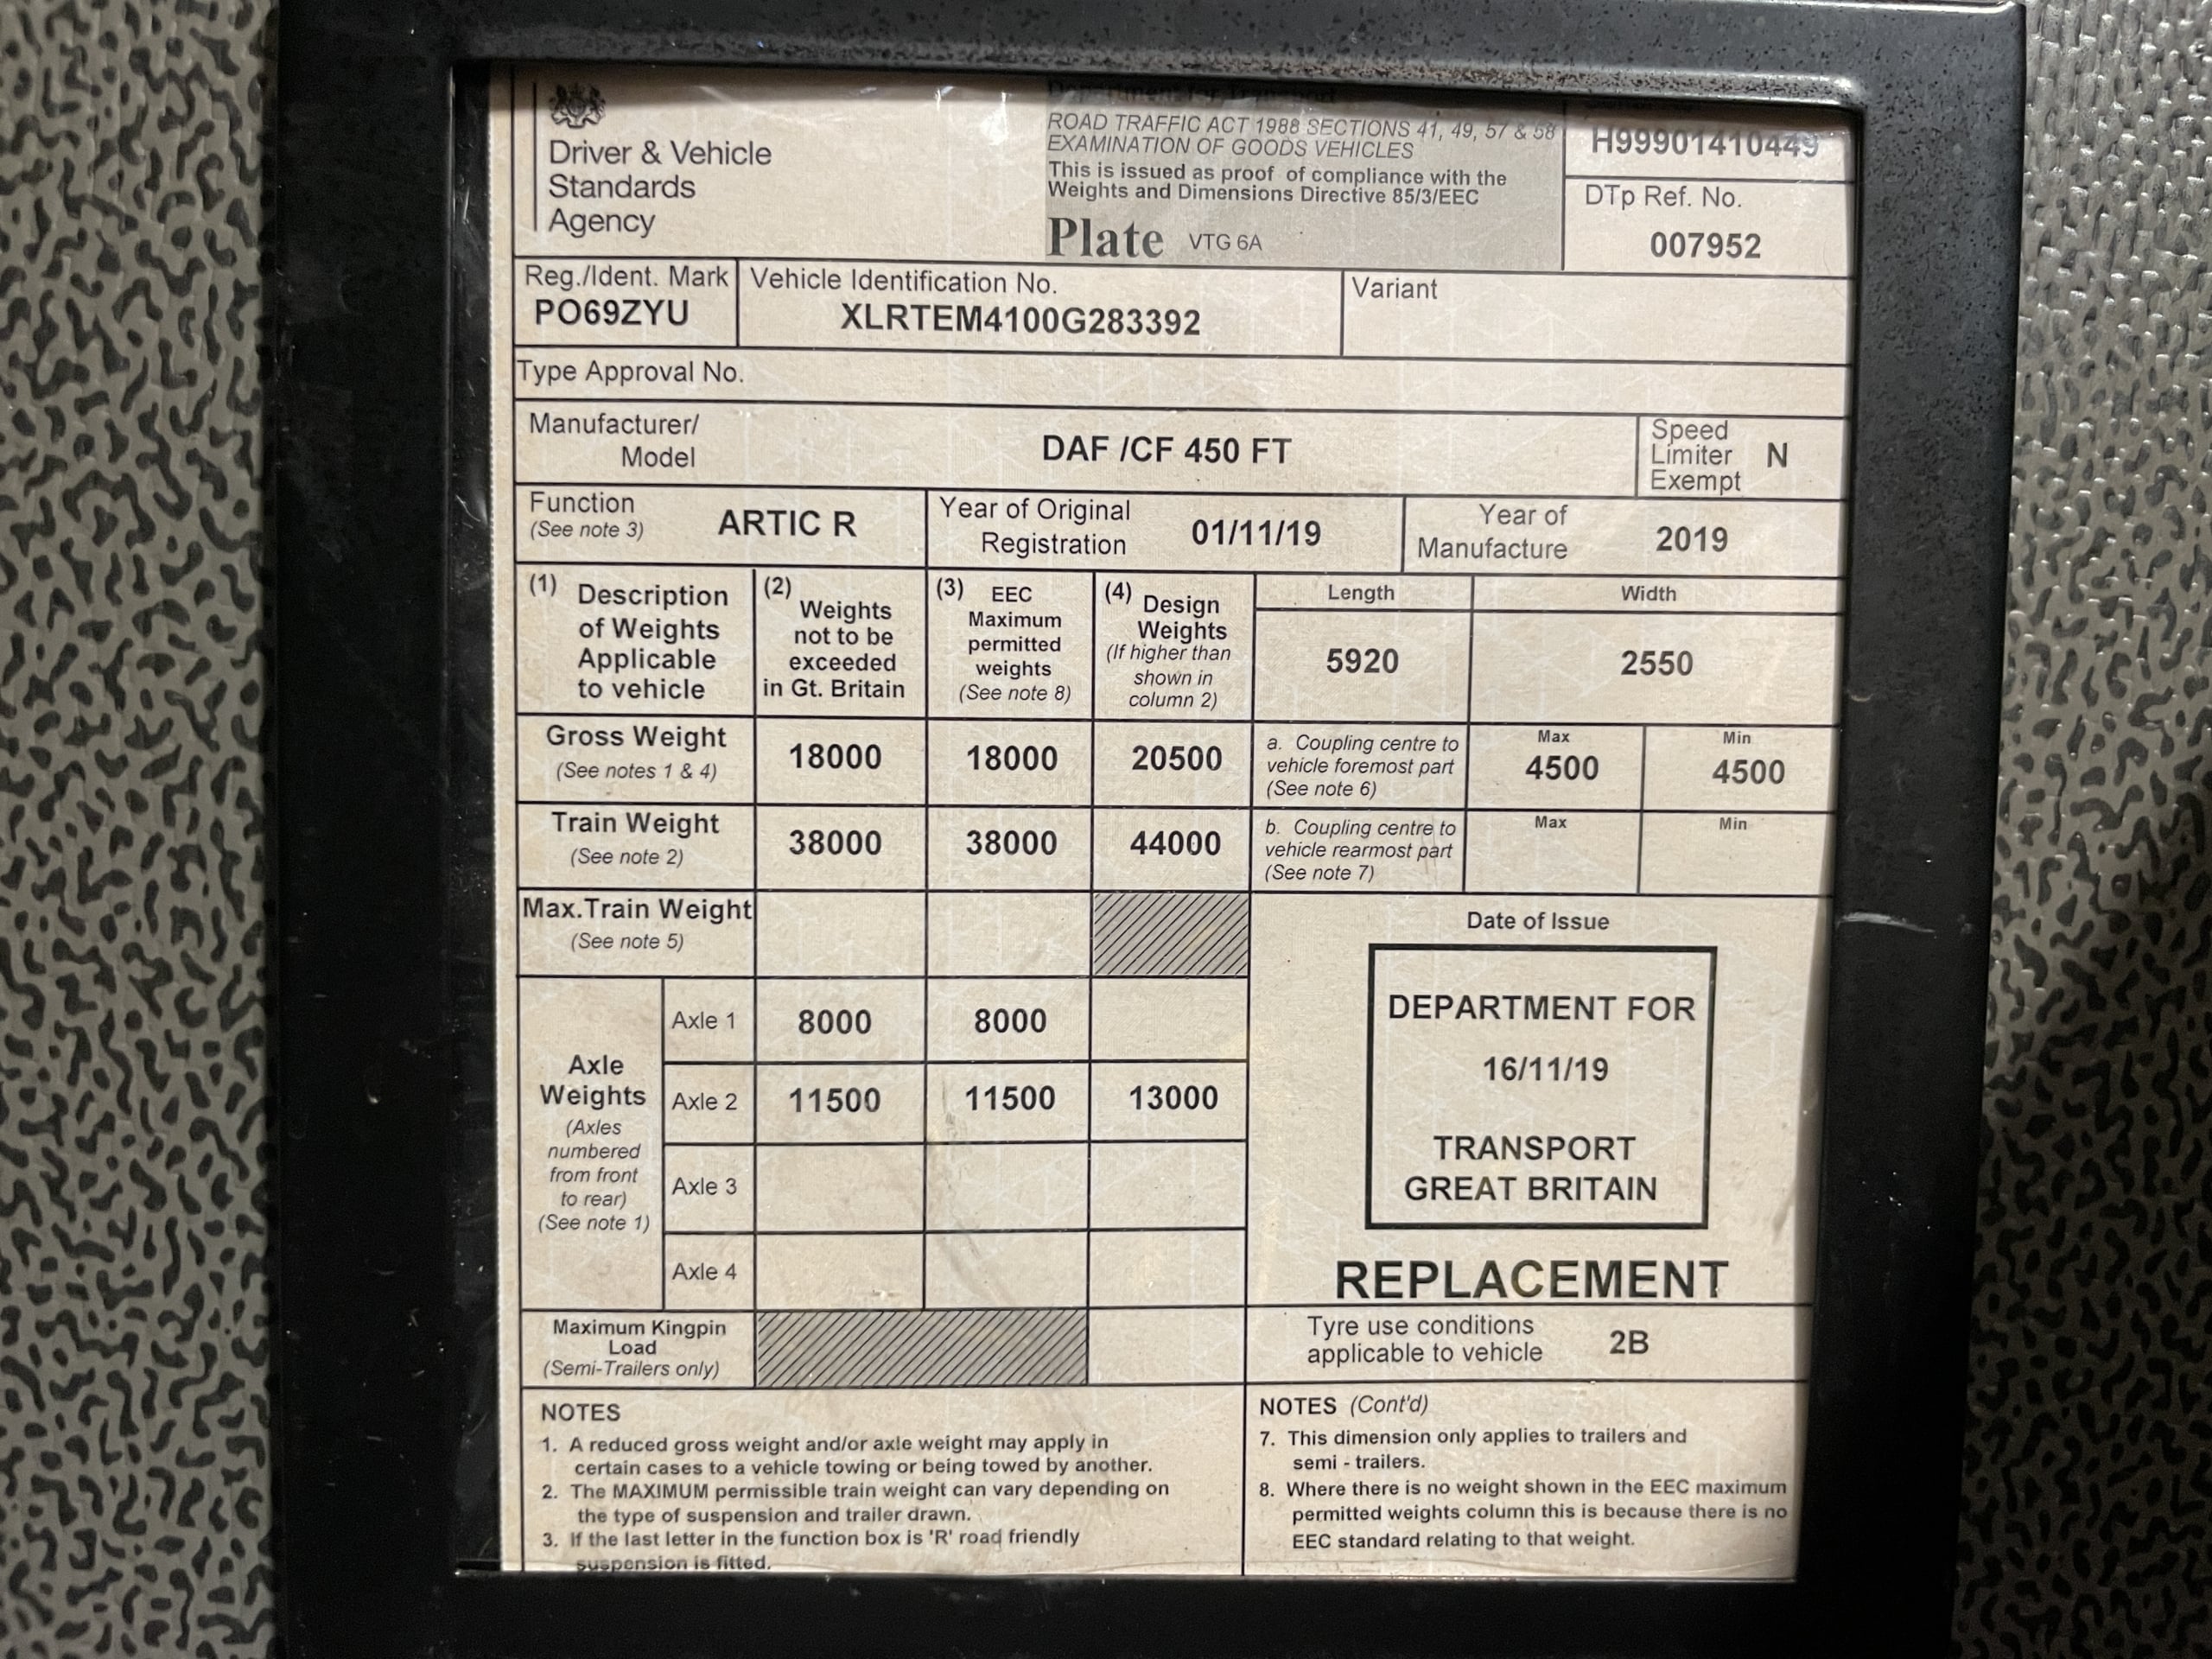 Department for Transport
ROAD TRAFFIC ACT 1988 SECTIONS 41, 49, 57 & 58
EXAMINATION OF GOODS VEHICLES
This is issued as proof of compliance with the
Weights and Dimensions Directive 85/3/EEC
Plate VTG 6A
Driver & Vehicle
Standards
Agency
H99901410449
DTp Ref. No.
007952
Reg./Ident. Mark
PO69ZYU
Vehicle Identification No.
XLRTEM4100G283392
Variant
Type Approval No.
Manufacturer/
Model
DAF /CF 450 FT
Speed
Limiter
Exempt
N
Function
(See note 3)
ARTIC R
Year of Original
Registration
01/11/19
Year of
Manufacture
2019
(1) Description
of Weights
Applicable
to vehicle
(2) Weights
not to be
exceeded
in Gt. Britain
(3) EEC
Maximum
permitted
weights
(See note 8)
(4) Design
Weights
(If higher than
shown in
column 2)
Length
5920
Width
2550
Gross Weight
(See notes 1 & 4)
18000
18000
20500
a. Coupling centre to
vehicle foremost part
(See note 6)
Max
4500
Min
4500
Train Weight
(See note 2)
38000
38000
44000
b. Coupling centre to
vehicle rearmost part
(See note 7)
Max
Min
Max.Train Weight
(See note 5)
Axle
Weights
(Axles
numbered
from front
to rear)
(See note 1)
Axle 1
8000
8000
Axle 2
11500
11500
13000
Axle 3
Axle 4
Maximum Kingpin
Load
(Semi-Trailers only)
Date of Issue
DEPARTMENT FOR
16/11/19
TRANSPORT
GREAT BRITAIN
REPLACEMENT
Tyre use conditions
applicable to vehicle
2B
NOTES
1. A reduced gross weight and/or axle weight may apply in
certain cases to a vehicle towing or being towed by another.
2. The MAXIMUM permissible train weight can vary depending on
the type of suspension and trailer drawn.
3. If the last letter in the function box is 'R' road friendly
suspension is fitted.
NOTES (Cont'd)
7. This dimension only applies to trailers and
semi - trailers.
8. Where there is no weight shown in the EEC maximum
permitted weights column this is because there is no
EEC standard relating to that weight.